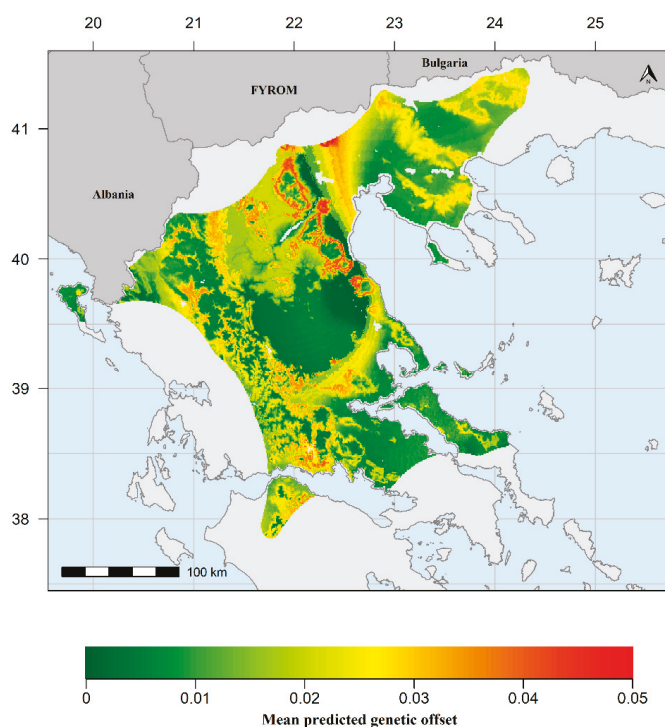 20 21 22 23 24 25
Bulgaria
FYROM
N
41
Albania
40
39
38
100 km
0 0.01 0.02 0.03 0.04 0.05
Mean predicted genetic offset